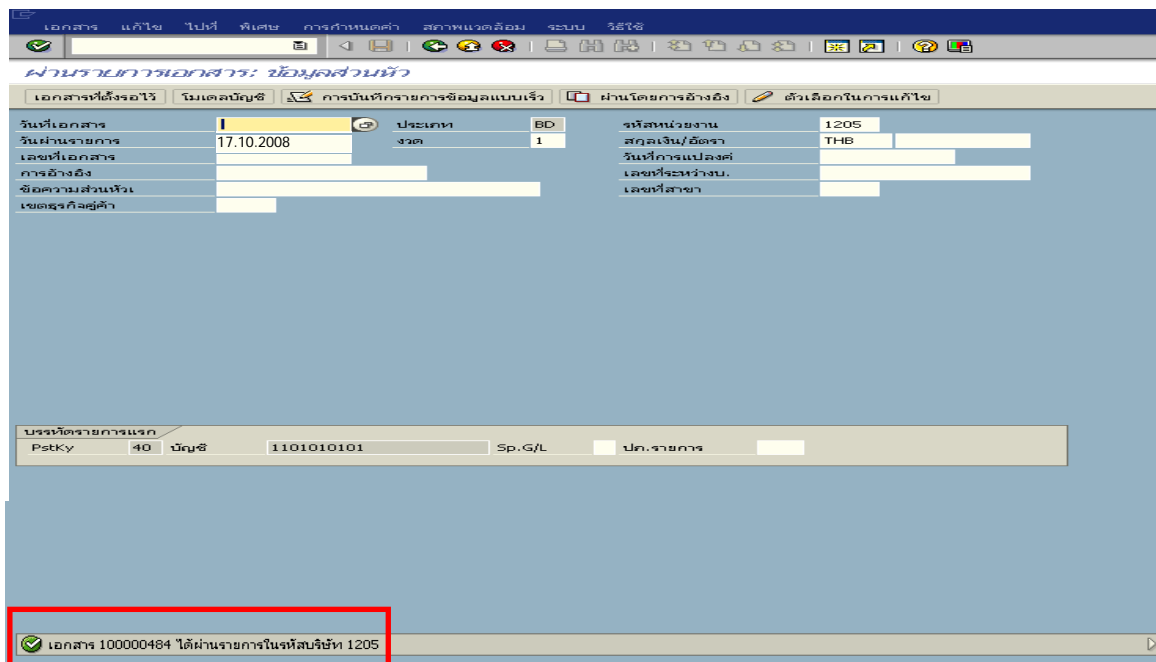 เอกสาร แก้ไข ไปที่ พิเศษ การกำหนดค่า สภาพแวดล้อม ระบบ วิธีใช้
ผ่านรายการเอกสาร: ข้อมูลส่วนหัว
เอกสารที่ตั้งรอไว้ โมเดลบัญชี การบันทึกรายการข้อมูลแบบเร็ว ผ่านโดยการอ้างอิง ตัวเลือกในการแก้ไข
วันที่เอกสาร ประเภท BD รหัสหน่วยงาน 1205
วันผ่านรายการ 17.10.2008 งวด 1 สกุลเงิน/อัตรา THB
เลขที่เอกสาร วันที่การแปลงค่
การอ้างอิง เลขที่ระหว่างบ.
ข้อความส่วนหัวเ เลขที่สาขา
เขตธุรกิจคู่ค้า
บรรทัดรายการแรก
PstKy 40 บัญชี 1101010101 Sp.G/L ปภ.รายการ
เอกสาร 100000484 ได้ผ่านรายการในรหัสบริษัท 1205